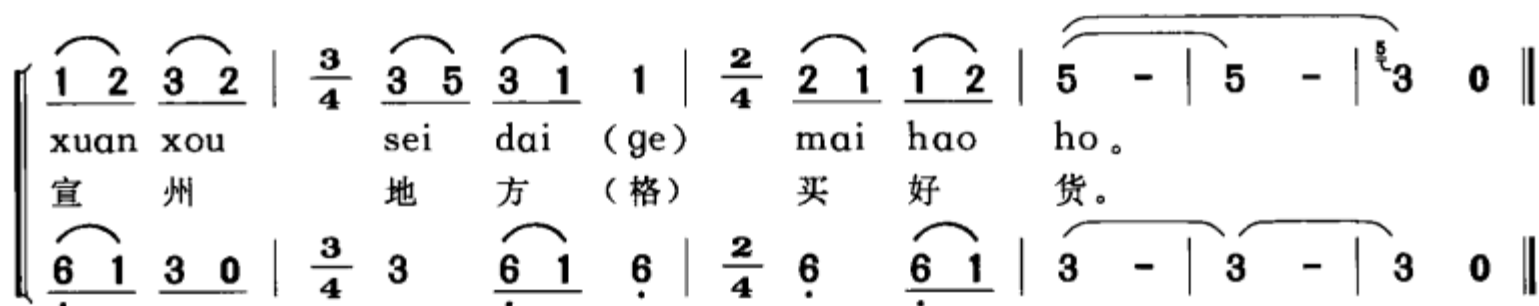 1 2 3 2 | 3/4 3 5 3 1 1 | 2/4 2 1 1 2 | 5 - | 5 - | 5 3 0 ‖
xuan xou sei dai (ge) mai hao ho。
宣 州 地 方 (格) 买 好 货。
6 1 3 0 | 3/4 3 6 1 6 | 2/4 6 6 1 | 3 - | 3 - | 3 0 ‖